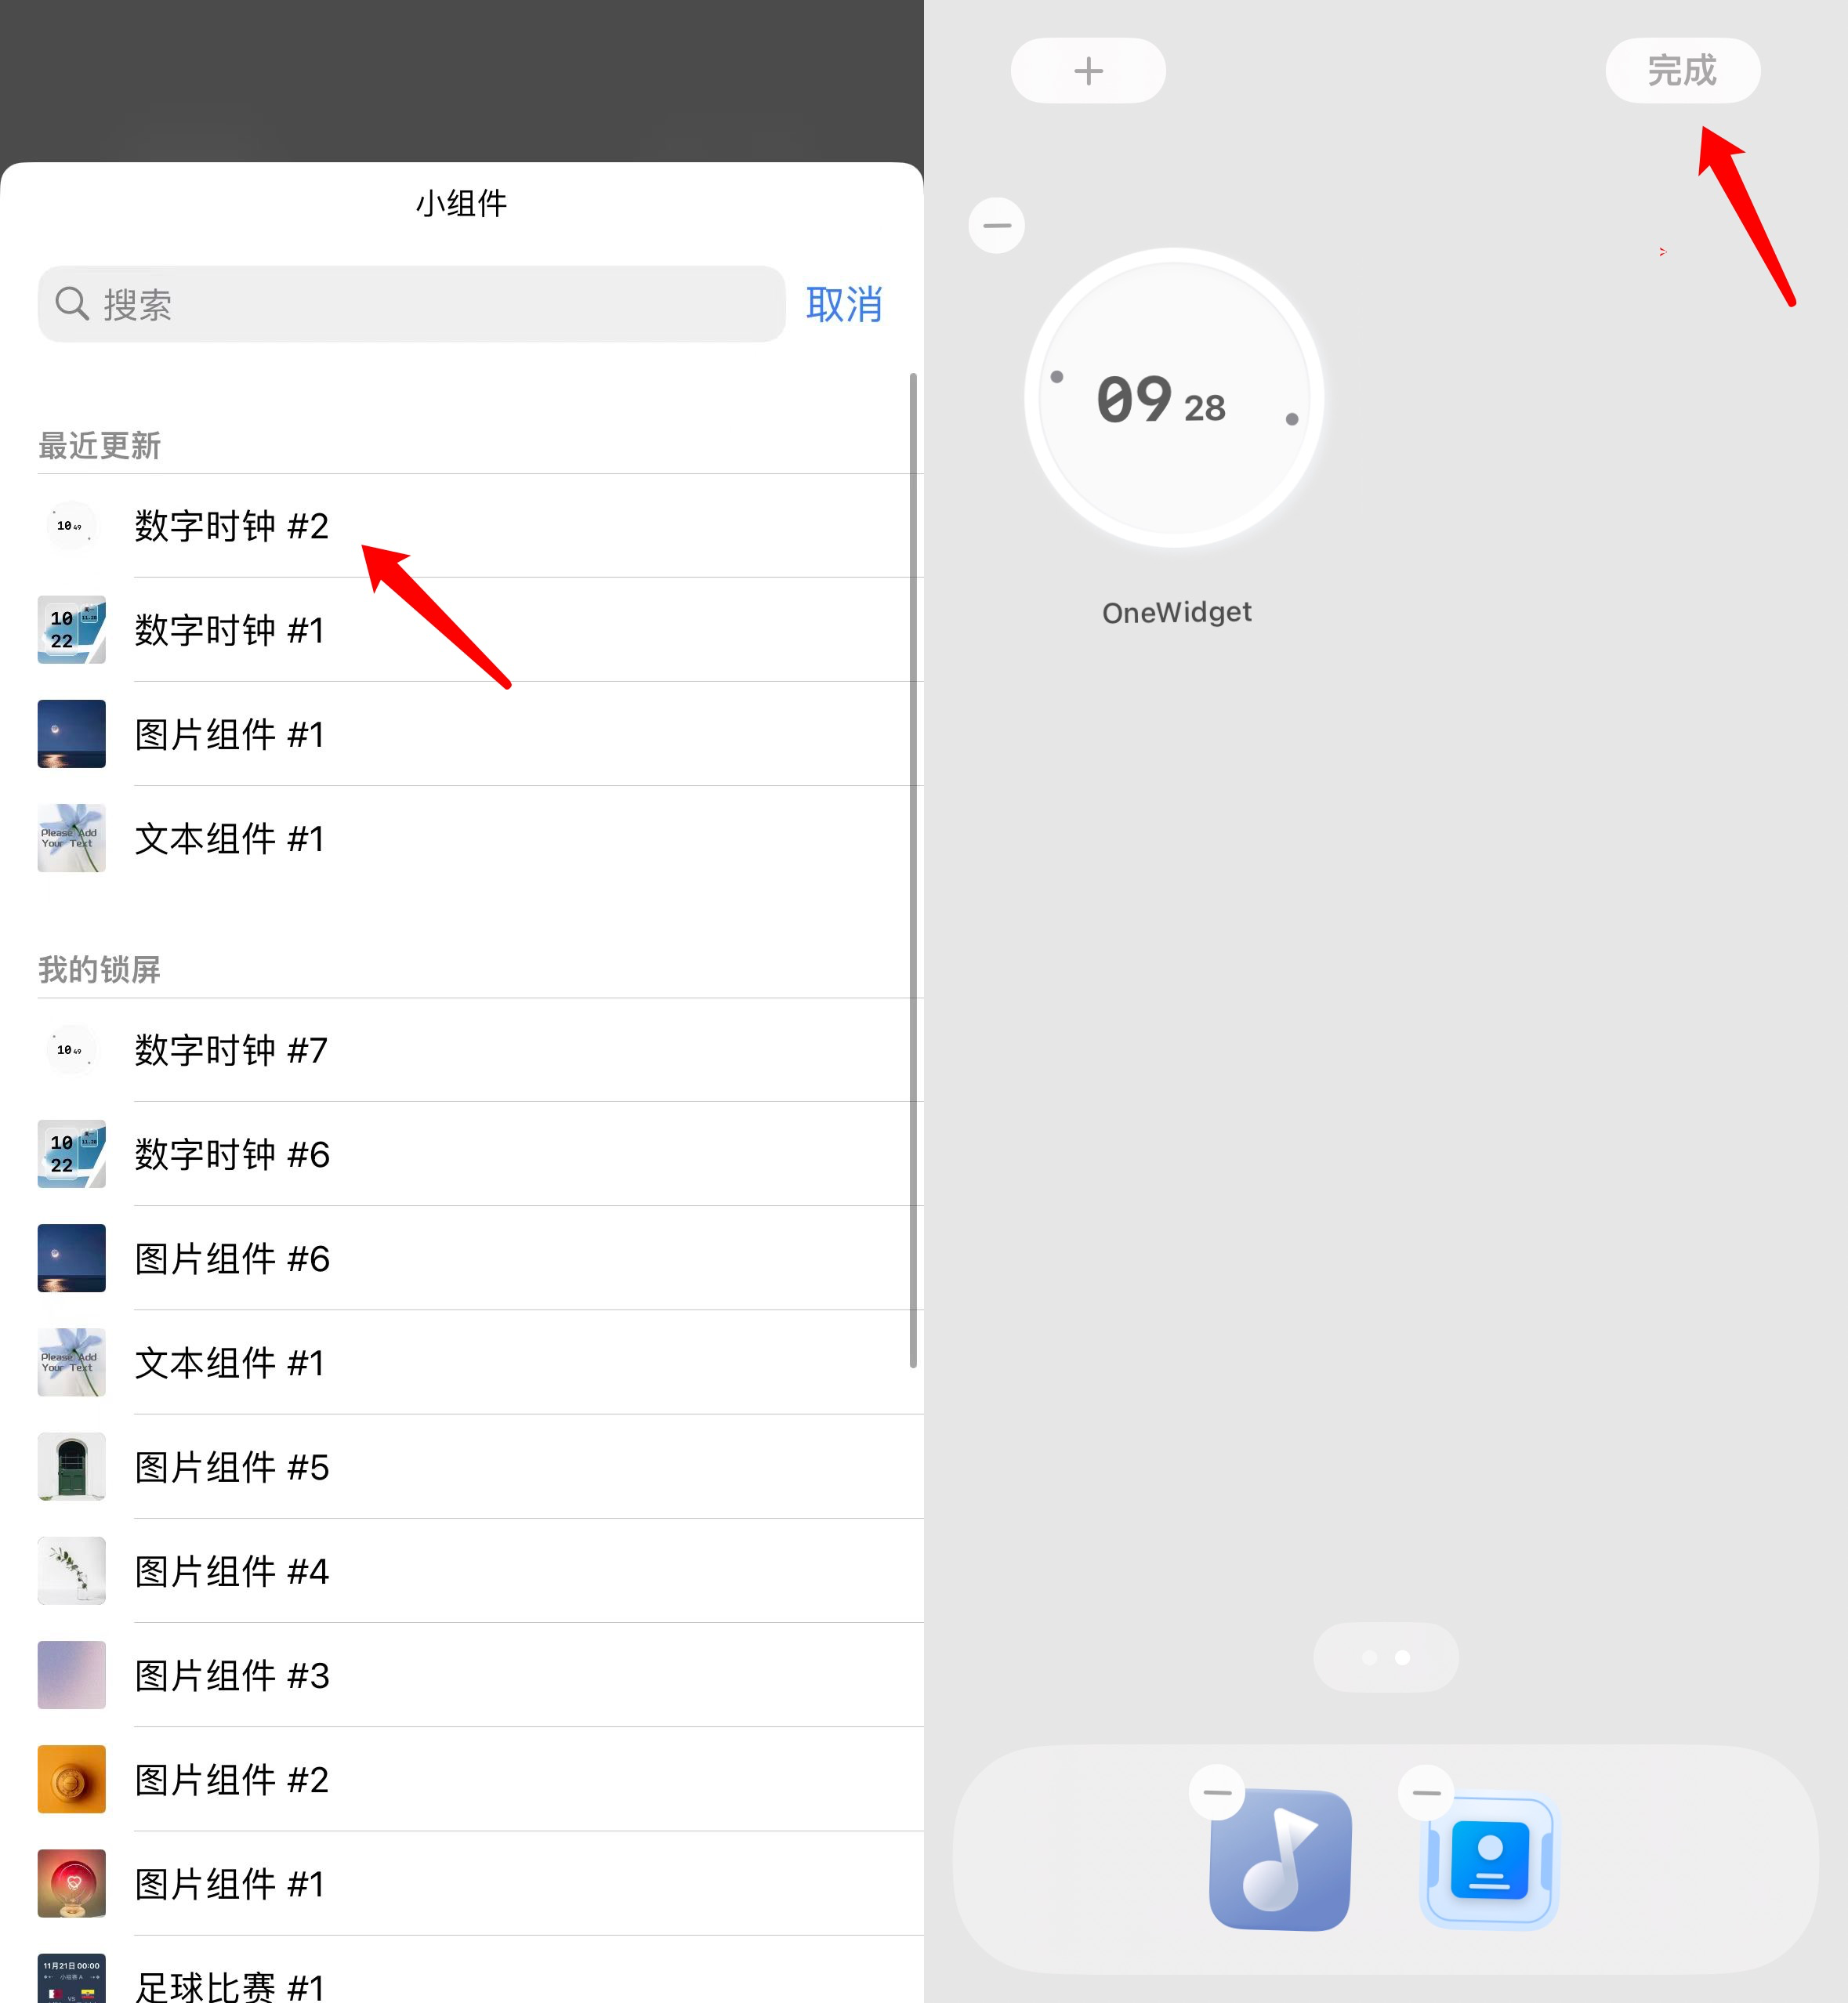 小组件
搜索
取消
最近更新
10 49
数字时钟 #2
10
22
数字时钟 #1
图片组件 #1
Please Add
Your Text
文本组件 #1
我的锁屏
10 49
数字时钟 #7
10
22
数字时钟 #6
图片组件 #6
Please Add
Your Text
文本组件 #1
图片组件 #5
图片组件 #4
图片组件 #3
图片组件 #2
图片组件 #1
11月21日 00:00
小组赛 A
VS
足球比赛 #1
完成
09 28
OneWidget